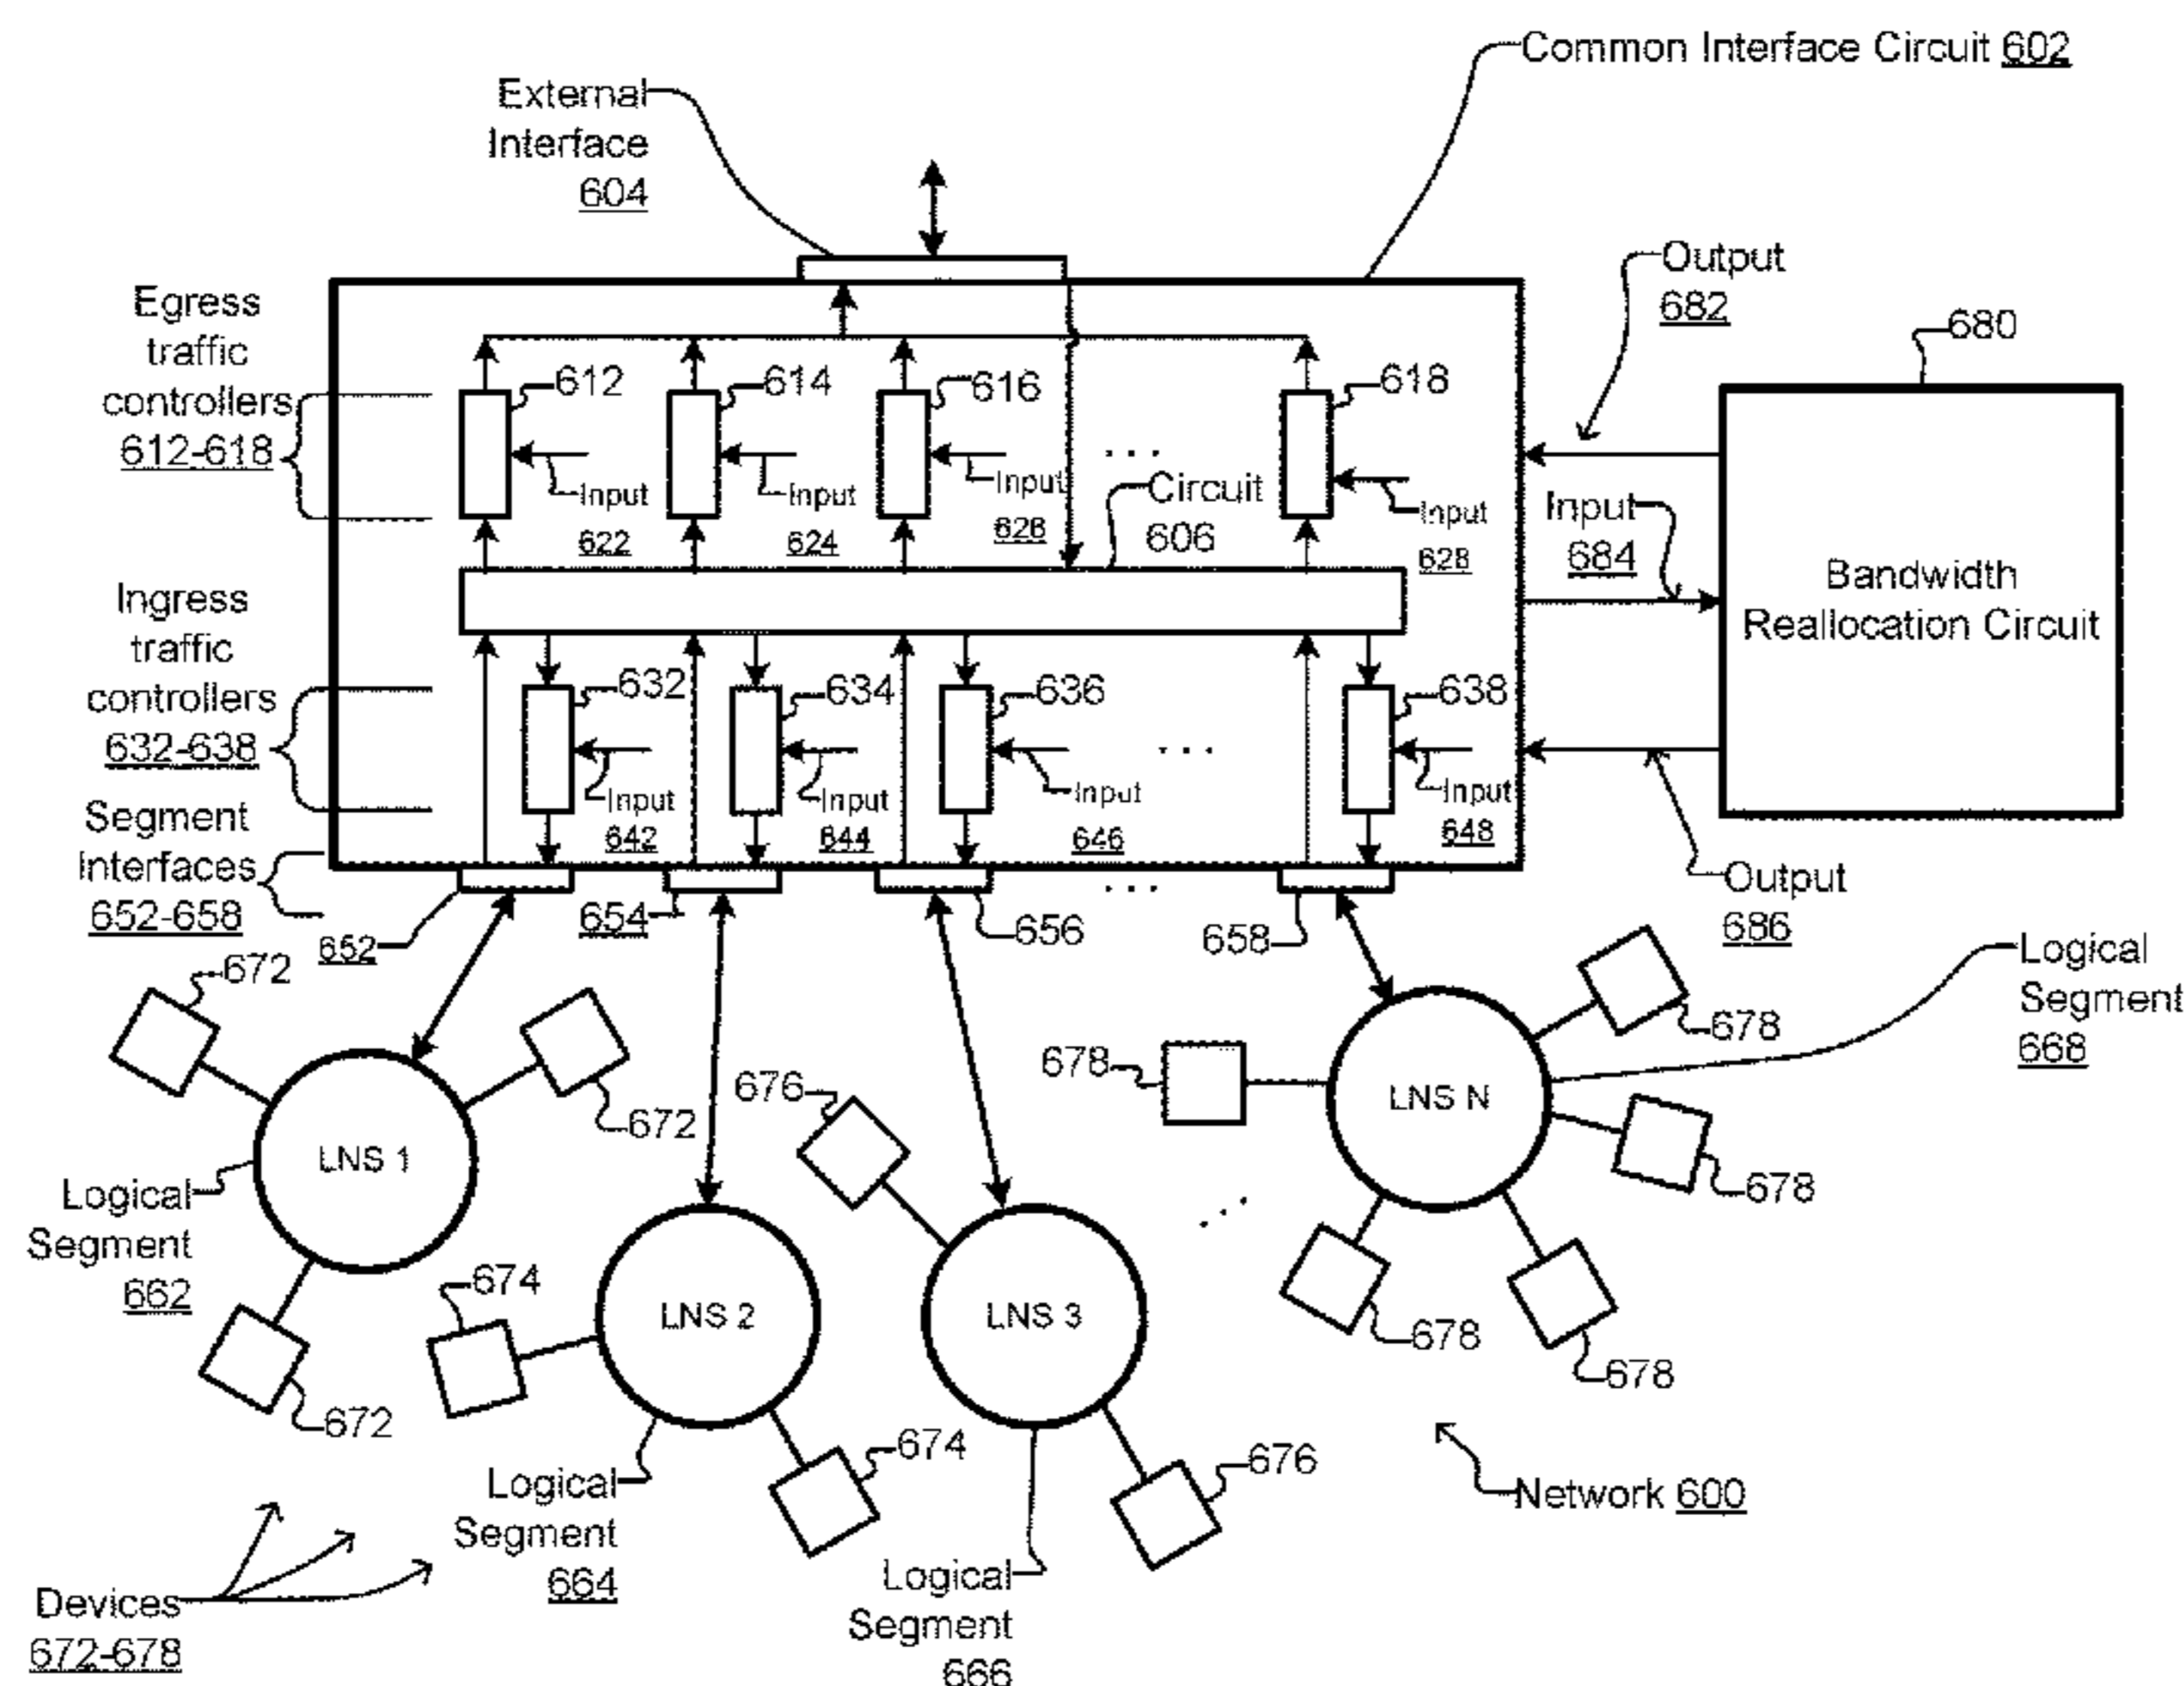 Common Interface Circuit 602
External
Interface
604
Output
682
680
Egress
traffic
controllers
612-618
612
614
616
618
Input
622
Input
624
Input
626
Input
628
. . .
Circuit
606
Input
684
Bandwidth
Reallocation Circuit
Ingress
traffic
controllers
632-638
632
634
636
638
Input
642
Input
644
Input
646
. . .
Input
648
Segment
Interfaces
652-658
652
654
656
. . .
658
Output
686
Logical
Segment
668
672
672
672
LNS 1
Logical
Segment
662
674
LNS 2
674
Logical
Segment
664
676
LNS 3
676
Logical
Segment
666
. . .
678
LNS N
678
678
678
678
Network 600
Devices
672-678